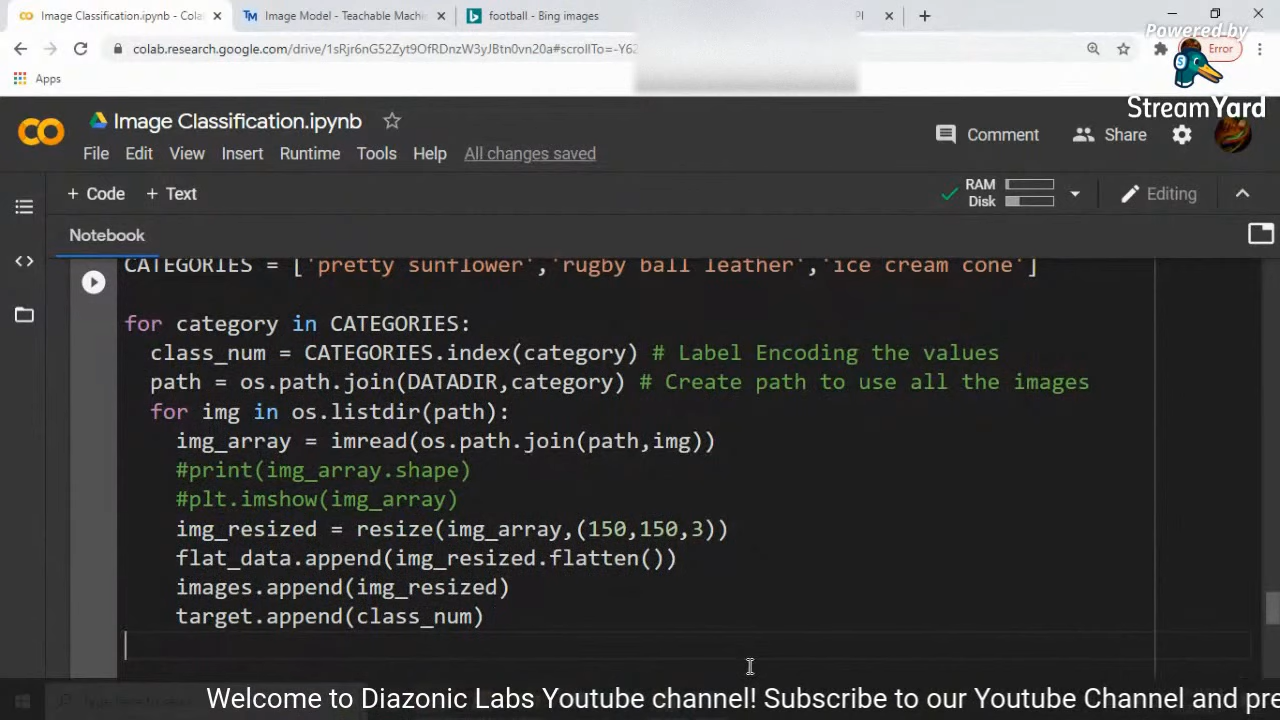 Image Classification.ipynb - Colab
Image Model - Teachable Machi
football - Bing images
colab.research.google.com/drive/1sRjr6nG52Zyt9OfRDnzW3yJBtn0vn20a#scrollTo=-Y6Z
Error
Powered by
StreamYard
Apps
Image Classification.ipynb
File Edit View Insert Runtime Tools Help All changes saved
Comment
Share
+ Code + Text
RAM
Disk
Editing
Notebook
CATEGORIES = ['pretty sunflower','rugby ball leather','ice cream cone']
for category in CATEGORIES:
class_num = CATEGORIES.index(category) # Label Encoding the values
path = os.path.join(DATADIR,category) # Create path to use all the images
for img in os.listdir(path):
img_array = imread(os.path.join(path,img))
#print(img_array.shape)
#plt.imshow(img_array)
img_resized = resize(img_array,(150,150,3))
flat_data.append(img_resized.flatten())
images.append(img_resized)
target.append(class_num)
Welcome to Diazonic Labs Youtube channel! Subscribe to our Youtube Channel and pre